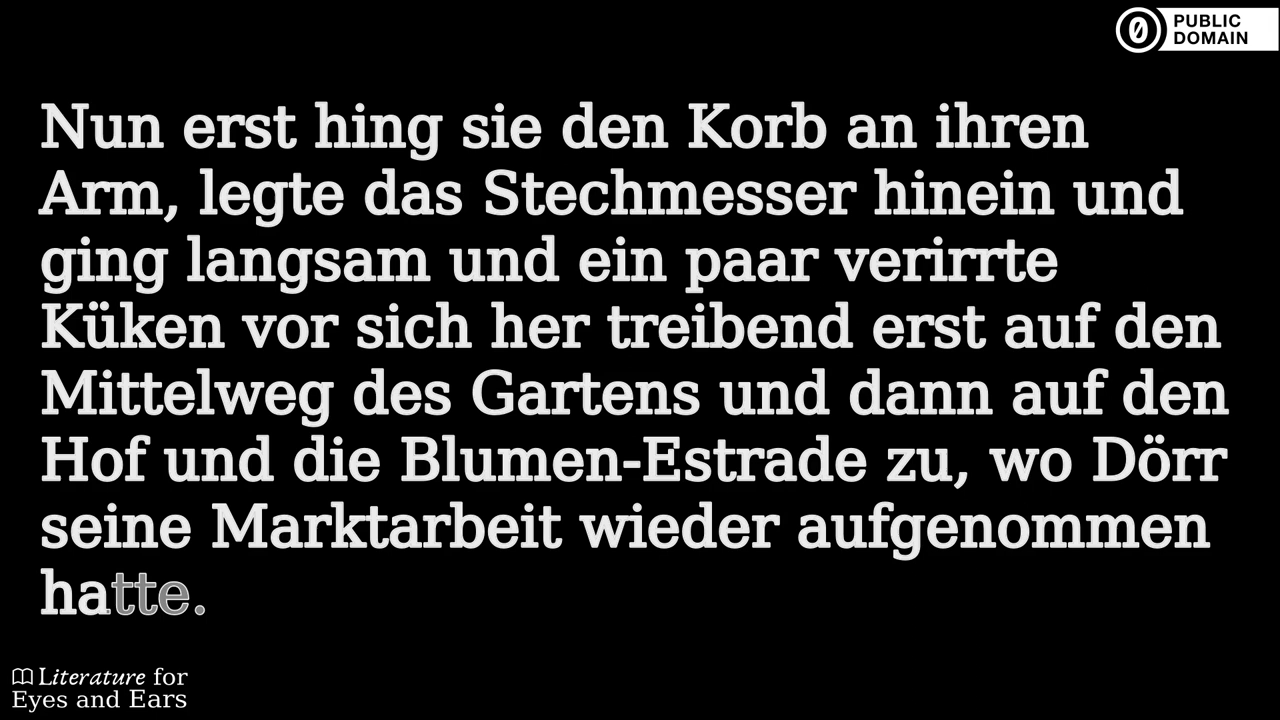 PUBLIC
DOMAIN
Nun erst hing sie den Korb an ihren
Arm, legte das Stechmesser hinein und
ging langsam und ein paar verirrte
Küken vor sich her treibend erst auf den
Mittelweg des Gartens und dann auf den
Hof und die Blumen-Estrade zu, wo Dörr
seine Marktarbeit wieder aufgenommen
hatte.
Literature for
Eyes and Ears